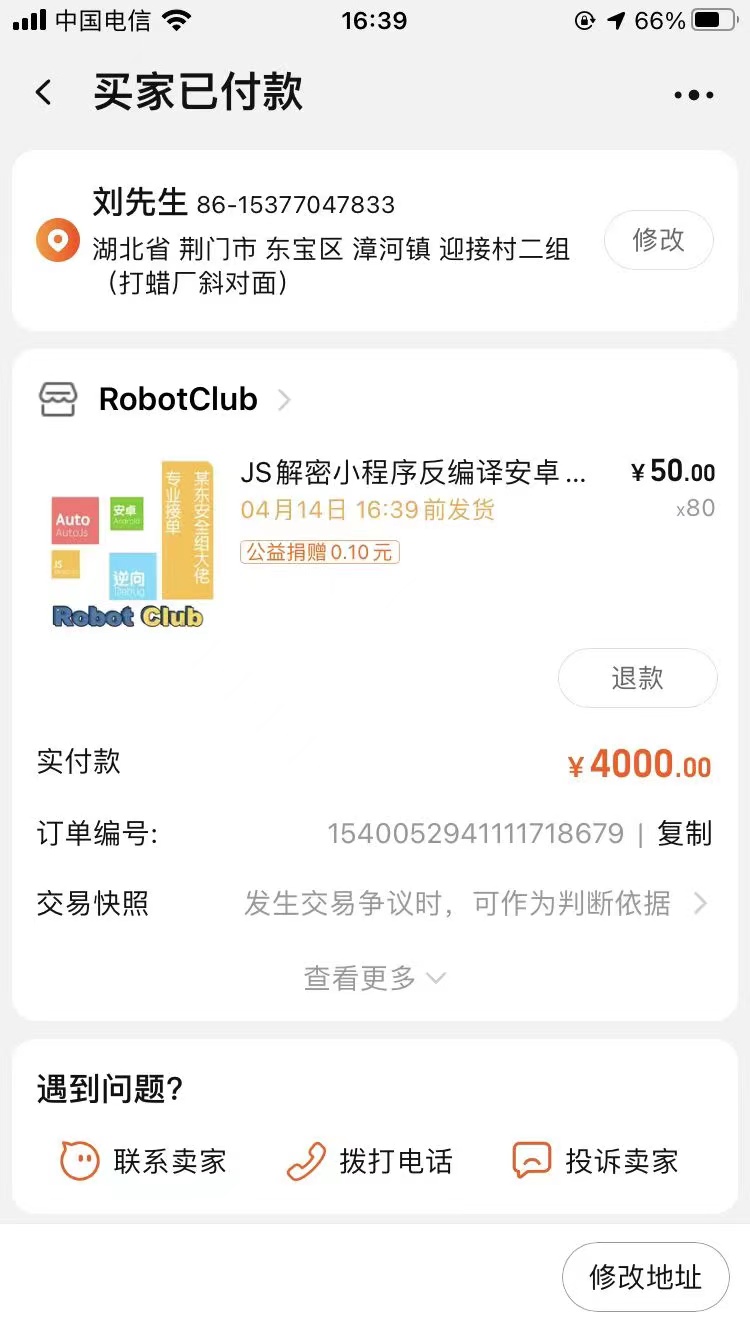 中国电信 16:39 66%
买家已付款
刘先生 86-15377047833
湖北省 荆门市 东宝区 漳河镇 迎接村二组
（打蜡厂斜对面）
修改
RobotClub
JS解密小程序反编译安卓... ¥50.00
04月14日 16:39前发货 x80
公益捐赠0.10元
某东安全组大佬
专业接单
Auto
AutoJs
安卓
Android
JS
逆向
Debug
Robot Club
退款
实付款 ¥4000.00
订单编号: 1540052941111718679 | 复制
交易快照 发生交易争议时，可作为判断依据
查看更多
遇到问题?
联系卖家 拨打电话 投诉卖家
修改地址